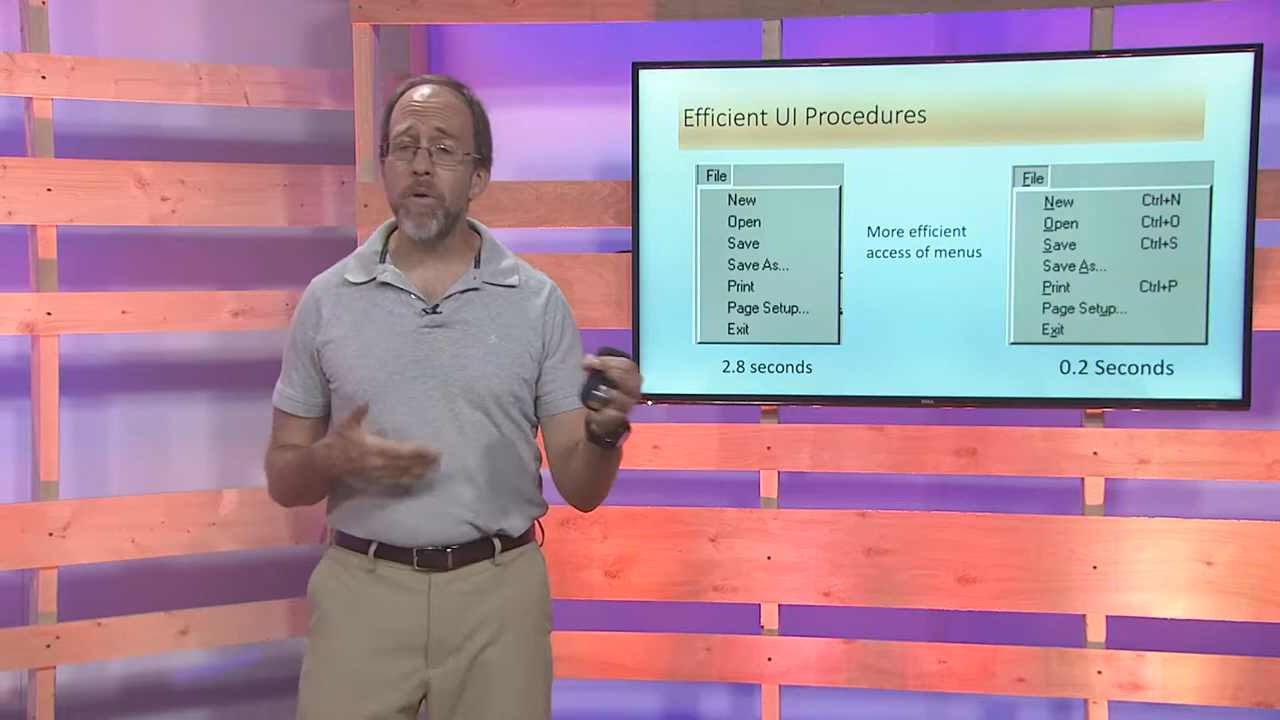 Efficient UI Procedures
File
New
Open
Save
Save As...
Print
Page Setup...
Exit
2.8 seconds
More efficient
access of menus
File
New Ctrl+N
Open Ctrl+O
Save Ctrl+S
Save As...
Print Ctrl+P
Page Setup...
Exit
0.2 Seconds
DELL